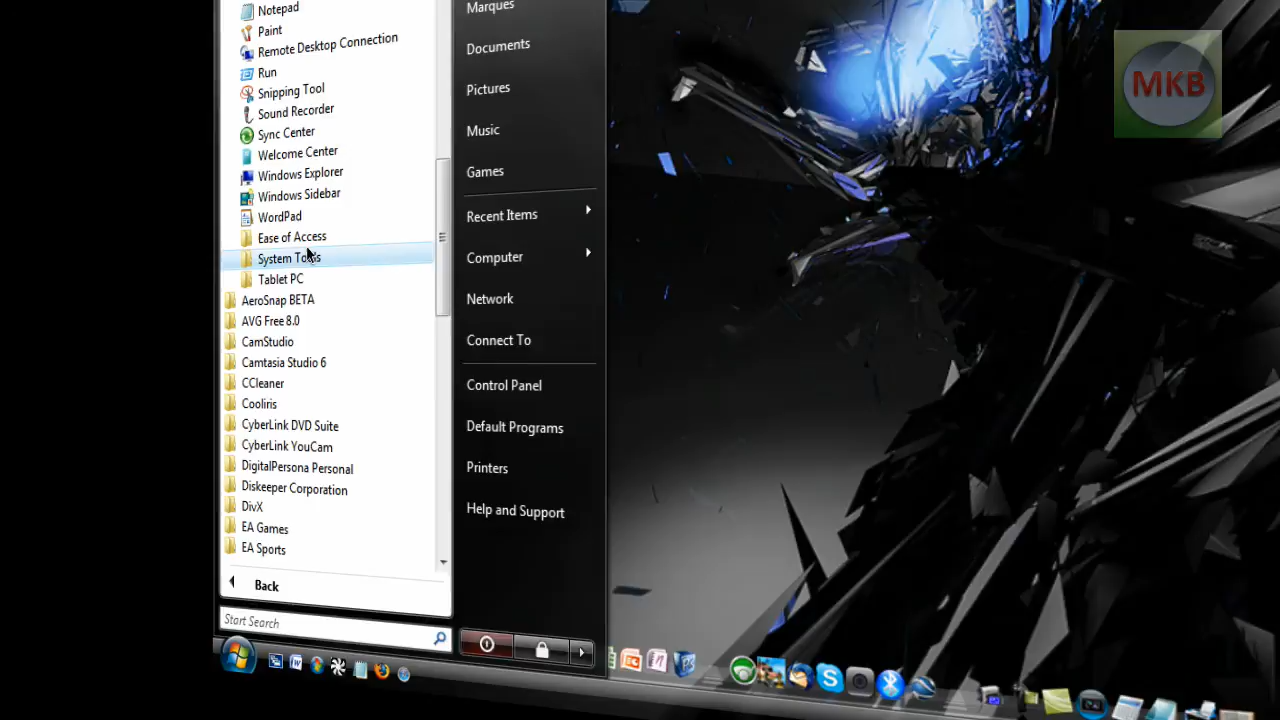 Notepad
Paint
Remote Desktop Connection
Run
Snipping Tool
Sound Recorder
Sync Center
Welcome Center
Windows Explorer
Windows Sidebar
WordPad
Ease of Access
System Tools
Tablet PC
AeroSnap BETA
AVG Free 8.0
CamStudio
Camtasia Studio 6
CCleaner
Cooliris
CyberLink DVD Suite
CyberLink YouCam
DigitalPersona Personal
Diskeeper Corporation
DivX
EA Games
EA Sports
Back
Start Search
Marques
Documents
Pictures
Music
Games
Recent Items
Computer
Network
Connect To
Control Panel
Default Programs
Printers
Help and Support
MKB